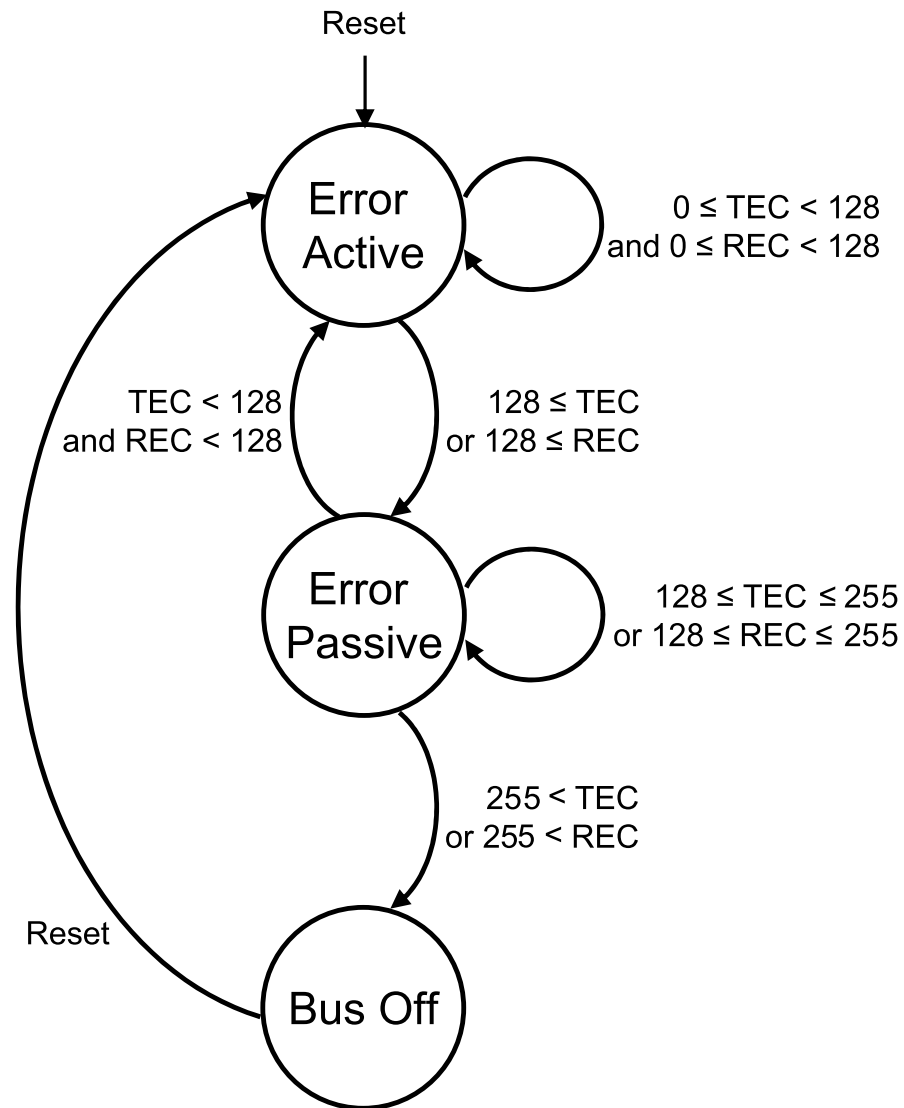 Reset
Error
Active
0 ≤ TEC < 128
and 0 ≤ REC < 128
TEC < 128
and REC < 128
128 ≤ TEC
or 128 ≤ REC
Error
Passive
128 ≤ TEC ≤ 255
or 128 ≤ REC ≤ 255
255 < TEC
or 255 < REC
Reset
Bus Off